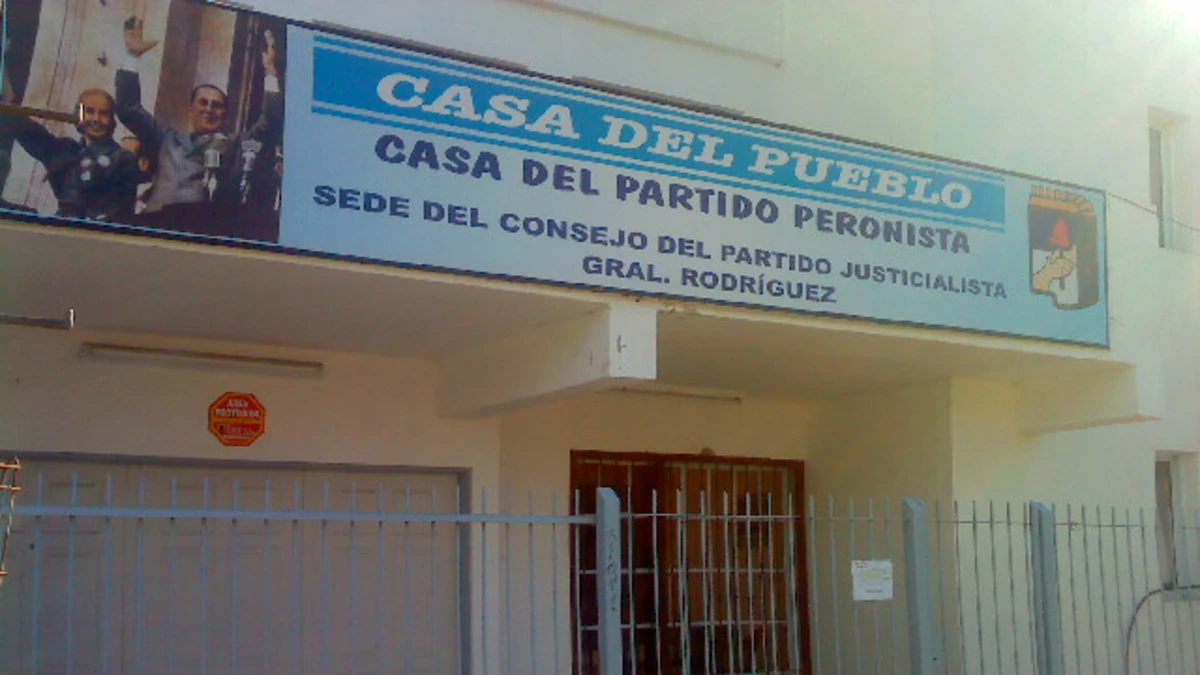 CASA DEL PUEBLO
CASA DEL PARTIDO PERONISTA
SEDE DEL CONSEJO DEL PARTIDO JUSTICIALISTA
GRAL. RODRÍGUEZ